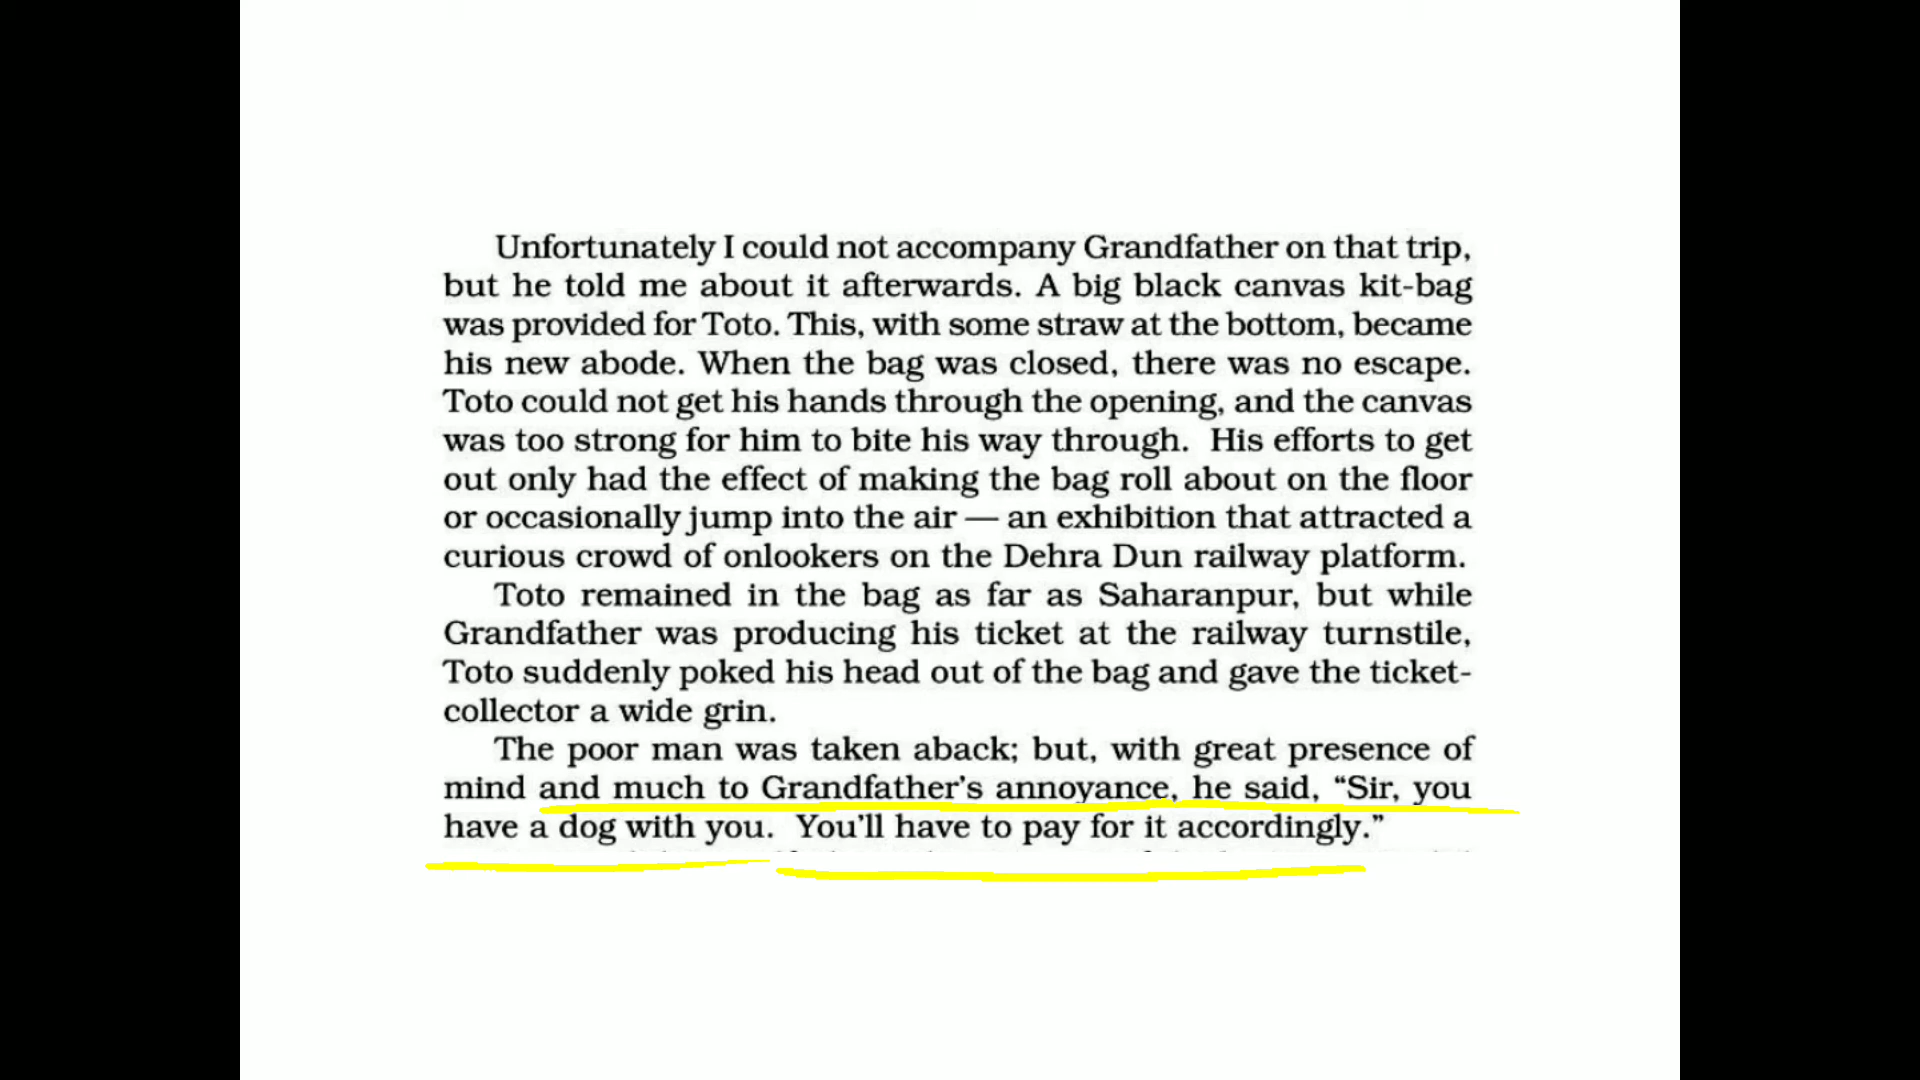 Unfortunately I could not accompany Grandfather on that trip,
but he told me about it afterwards. A big black canvas kit-bag
was provided for Toto. This, with some straw at the bottom, became
his new abode. When the bag was closed, there was no escape.
Toto could not get his hands through the opening, and the canvas
was too strong for him to bite his way through. His efforts to get
out only had the effect of making the bag roll about on the floor
or occasionally jump into the air — an exhibition that attracted a
curious crowd of onlookers on the Dehra Dun railway platform.
Toto remained in the bag as far as Saharanpur, but while
Grandfather was producing his ticket at the railway turnstile,
Toto suddenly poked his head out of the bag and gave the ticket-
collector a wide grin.
The poor man was taken aback; but, with great presence of
mind and much to Grandfather's annoyance, he said, “Sir, you
have a dog with you. You'll have to pay for it accordingly.”